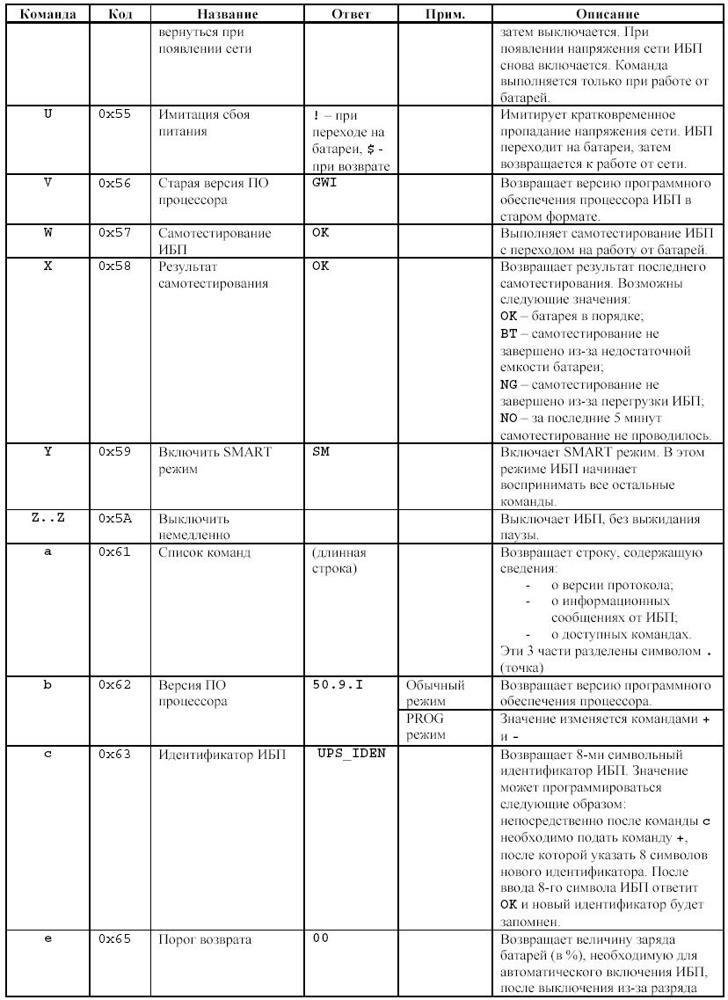 Команда Код Название Ответ Прим. Описание
вернуться при
появлении сети
затем выключается. При
появлении напряжения сети ИБП
снова включается. Команда
выполняется только при работе от
батарей.
U 0x55 Имитация сбоя
питания
! – при
переходе на
батареи, $ -
при возврате
Имитирует кратковременное
пропадание напряжения сети. ИБП
переходит на батареи, затем
возвращается к работе от сети.
V 0x56 Старая версия ПО
процессора
GWI
Возвращает версию программного
обеспечения процессора ИБП в
старом формате.
W 0x57 Самотестирование
ИБП
OK
Выполняет самотестирование ИБП
с переходом на работу от батарей.
X 0x58 Результат
самотестирования
OK
Возвращает результат последнего
самотестирования. Возможны
следующие значения:
OK – батарея в порядке;
BT – самотестирование не
завершено из-за недостаточной
емкости батареи;
NG – самотестирование не
завершено из-за перегрузки ИБП;
NO – за последние 5 минут
самотестирование не проводилось.
Y 0x59 Включить SMART
режим
SM
Включает SMART режим. В этом
режиме ИБП начинает
воспринимать все остальные
команды.
Z..Z 0x5A Выключить
немедленно
Выключает ИБП, без выжидания
паузы.
a 0x61 Список команд
(длинная
строка)
Возвращает строку, содержащую
сведения:
- о версии протокола;
- о информационных
сообщениях от ИБП;
- о доступных командах.
Эти 3 части разделены символом .
(точка)
b 0x62 Версия ПО
процессора
50.9.I
Обычный
режим
Возвращает версию программного
обеспечения процессора.
PROG
режим
Значение изменяется командами +
и -
c 0x63 Идентификатор ИБП
UPS_IDEN
Возвращает 8-ми символьный
идентификатор ИБП. Значение
может программироваться
следующие образом:
непосредственно после команды c
необходимо подать команду +,
после которой указать 8 символов
нового идентификатора. После
ввода 8-го символа ИБП ответит
OK и новый идентификатор будет
запомнен.
e 0x65 Порог возврата
00
Возвращает величину заряда
батарей (в %), необходимую для
автоматического включения ИБП,
после выключения из-за разряда